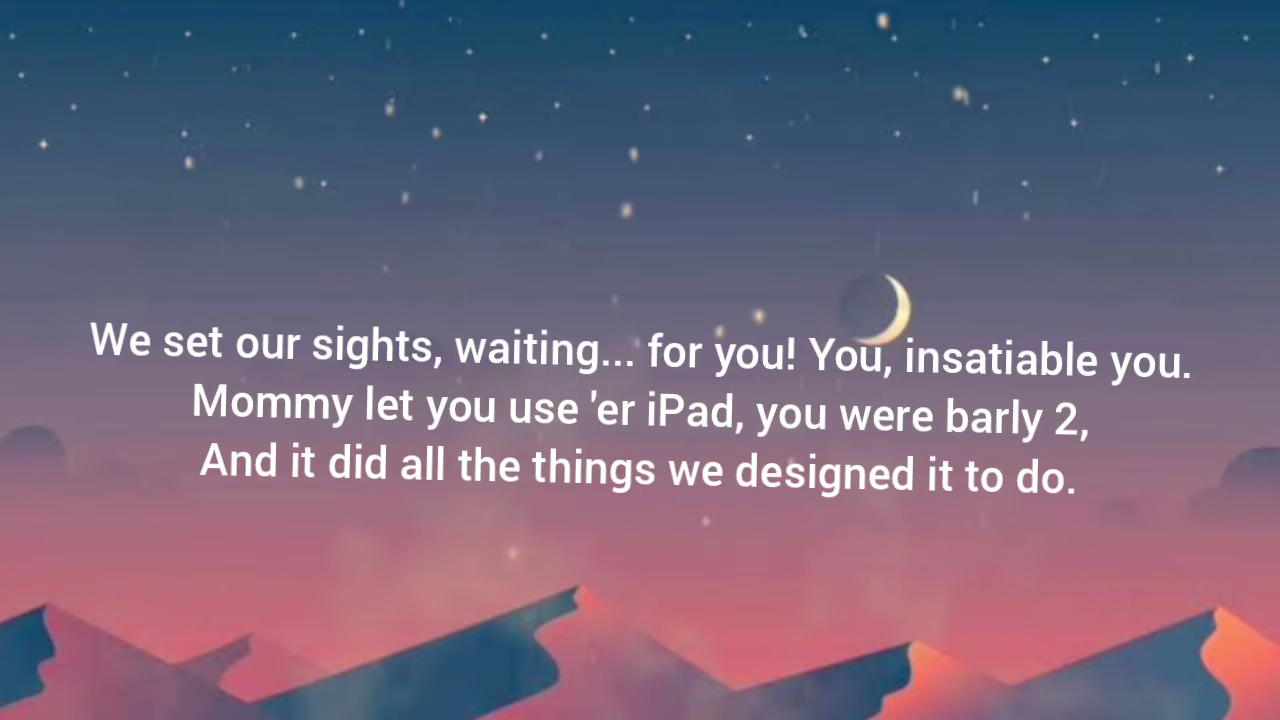 We set our sights, waiting... for you! You, insatiable you.
Mommy let you use 'er iPad, you were barly 2,
And it did all the things we designed it to do.